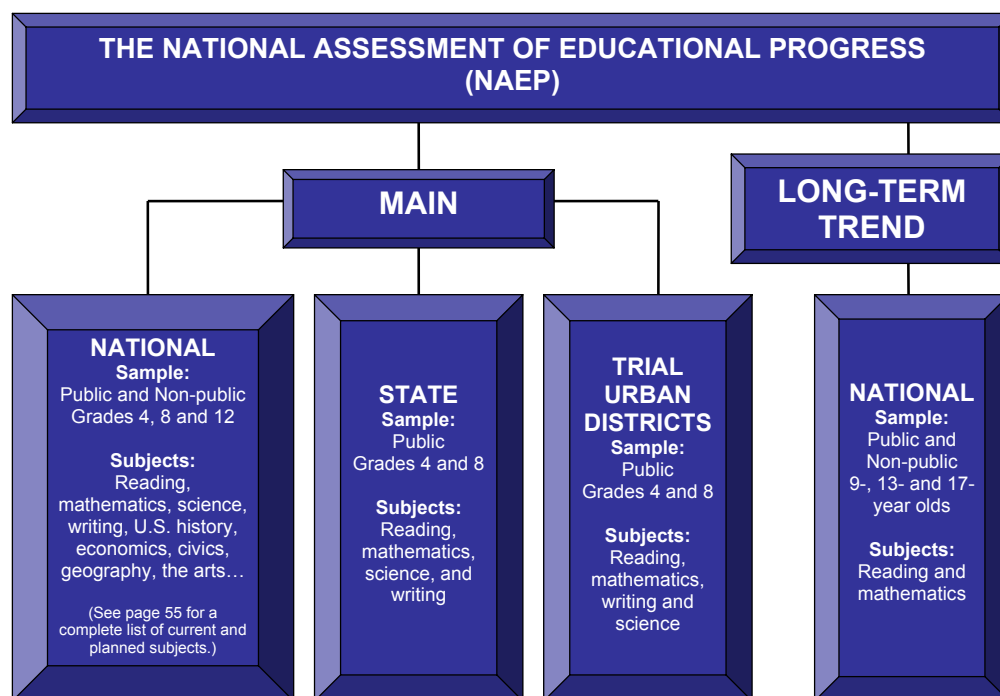 THE NATIONAL ASSESSMENT OF EDUCATIONAL PROGRESS
(NAEP)
MAIN
LONG-TERM
TREND
NATIONAL
Sample:
Public and Non-public
Grades 4, 8 and 12
Subjects:
Reading,
mathematics, science,
writing, U.S. history,
economics, civics,
geography, the arts…
(See page 55 for a
complete list of current and
planned subjects.)
STATE
Sample:
Public
Grades 4 and 8
Subjects:
Reading,
mathematics,
science, and
writing
TRIAL
URBAN
DISTRICTS
Sample:
Public
Grades 4 and 8
Subjects:
Reading,
mathematics,
writing and
science
NATIONAL
Sample:
Public and
Non-public
9-, 13- and 17-
year olds
Subjects:
Reading and
mathematics